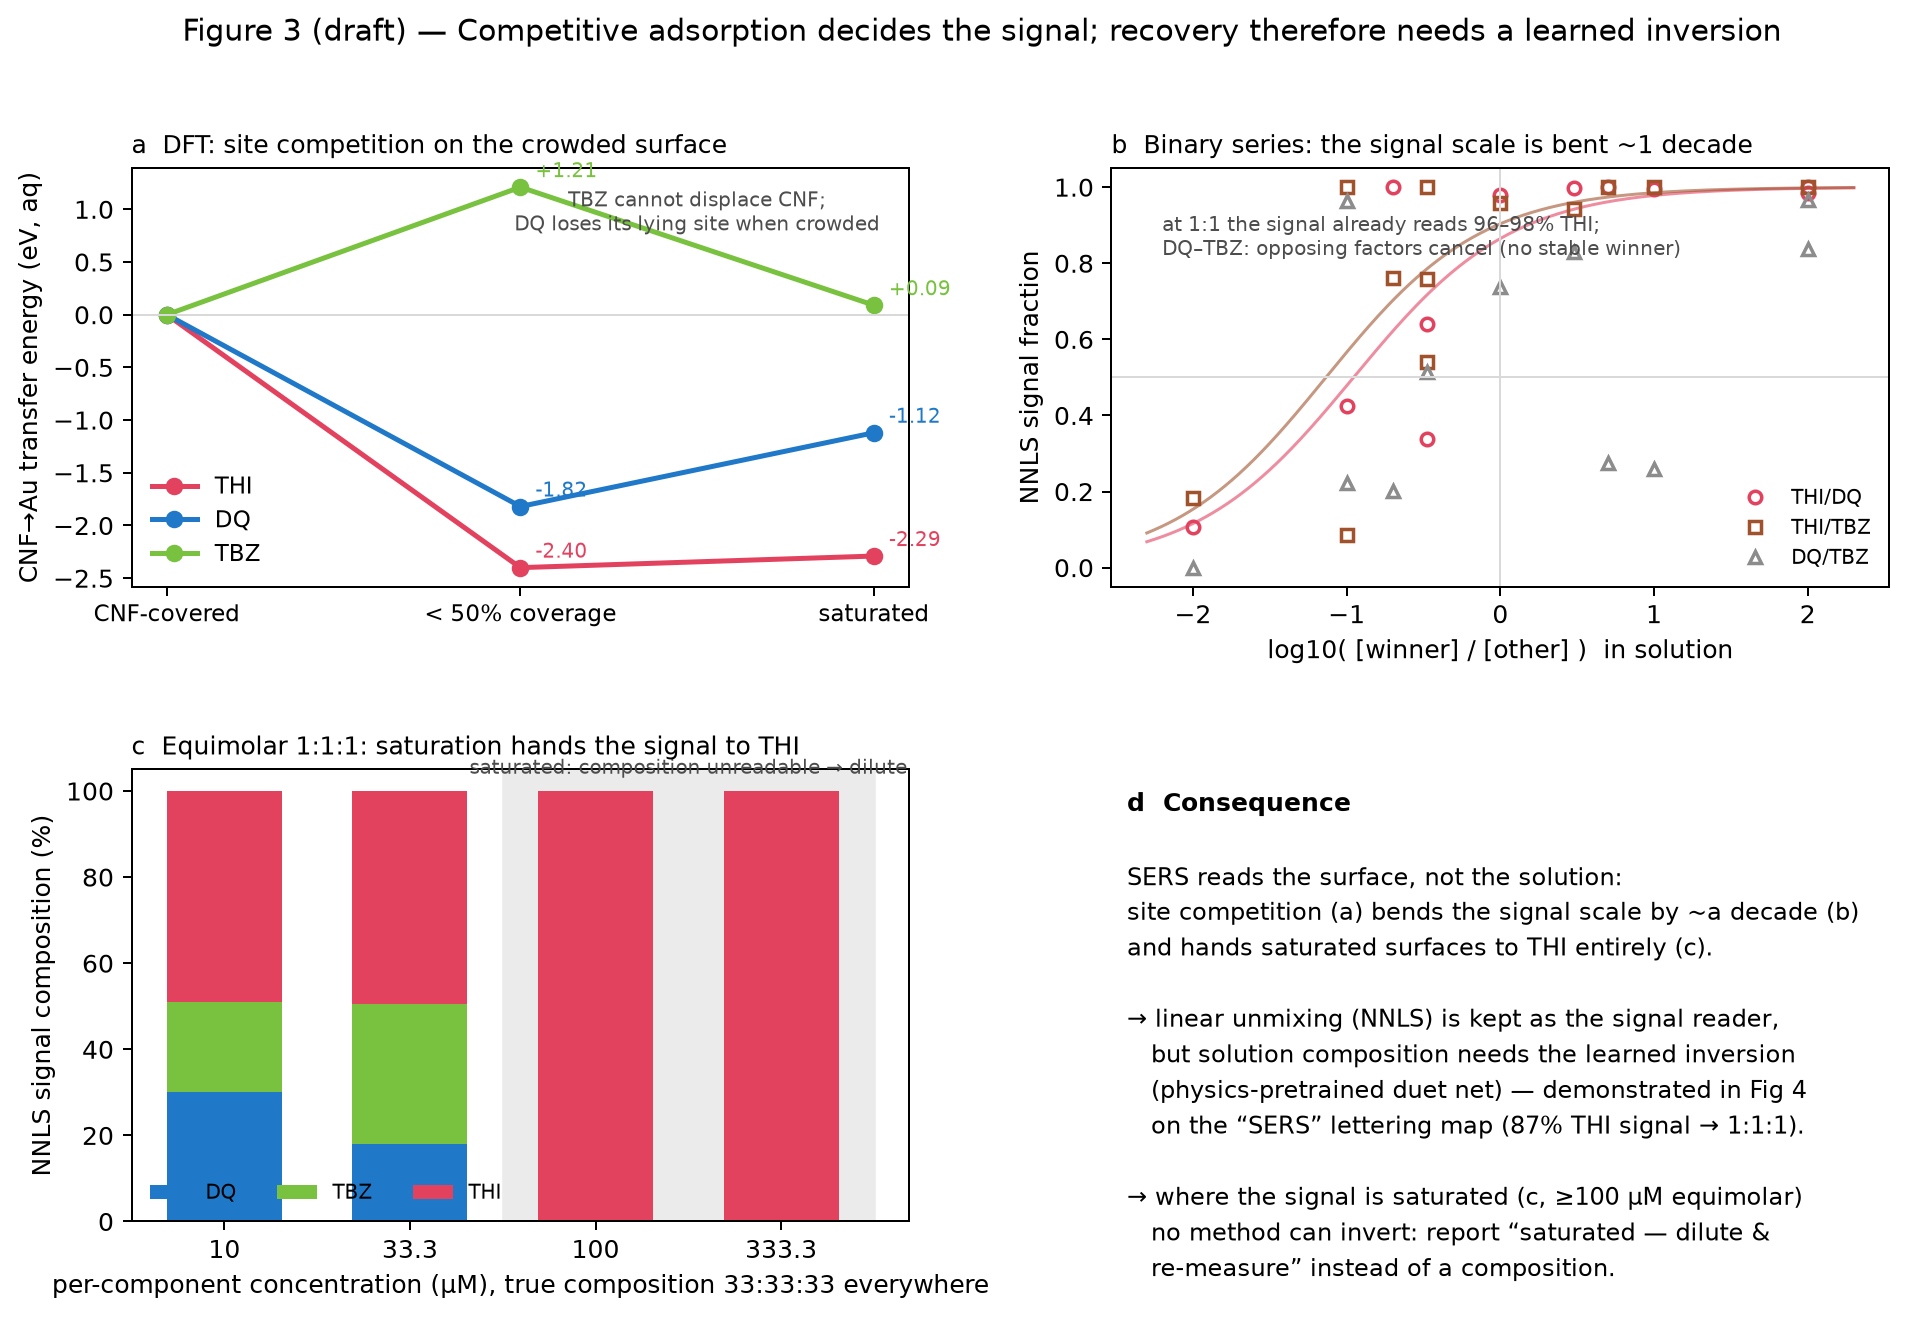 Figure 3 (draft) — Competitive adsorption decides the signal; recovery therefore needs a learned inversion
a DFT: site competition on the crowded surface
CNF→Au transfer energy (eV, aq)
1.0
0.5
0.0
−0.5
−1.0
−1.5
−2.0
−2.5
+1.21
TBZ cannot displace CNF;
DQ loses its lying site when crowded
+0.09
-1.12
-1.82
-2.40
-2.29
THI
DQ
TBZ
CNF-covered
< 50% coverage
saturated
b Binary series: the signal scale is bent ~1 decade
NNLS signal fraction
1.0
0.8
0.6
0.4
0.2
0.0
at 1:1 the signal already reads 96–98% THI;
DQ–TBZ: opposing factors cancel (no stable winner)
THI/DQ
THI/TBZ
DQ/TBZ
−2
−1
0
1
2
log10( [winner] / [other] ) in solution
c Equimolar 1:1:1: saturation hands the signal to THI
saturated: composition unreadable → dilute
NNLS signal composition (%)
100
80
60
40
20
0
DQ
TBZ
THI
10
33.3
100
333.3
per-component concentration (µM), true composition 33:33:33 everywhere
d Consequence
SERS reads the surface, not the solution:
site competition (a) bends the signal scale by ~a decade (b)
and hands saturated surfaces to THI entirely (c).
→ linear unmixing (NNLS) is kept as the signal reader,
but solution composition needs the learned inversion
(physics-pretrained duet net) — demonstrated in Fig 4
on the “SERS” lettering map (87% THI signal → 1:1:1).
→ where the signal is saturated (c, ≥100 µM equimolar)
no method can invert: report “saturated — dilute &
re-measure” instead of a composition.